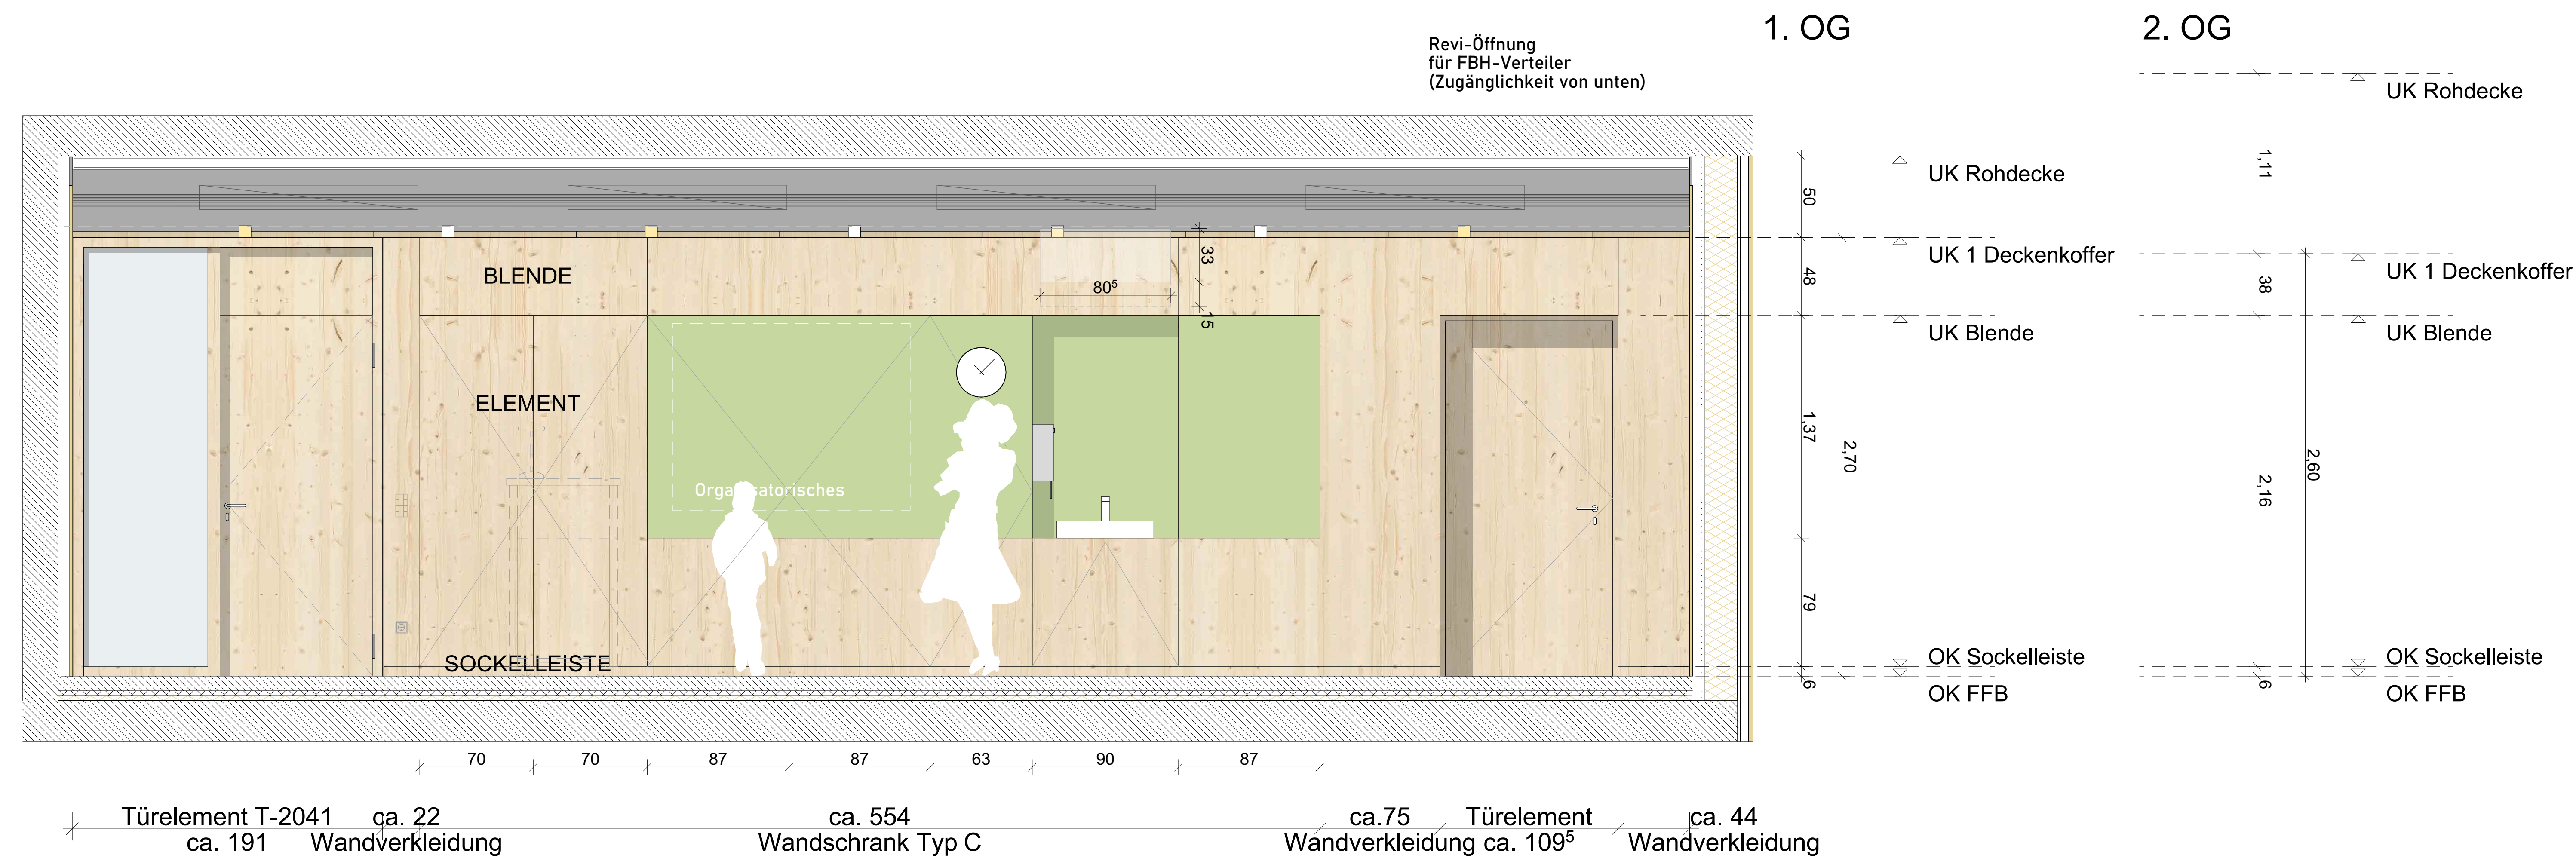 1. OG
2. OG
Revi-Öffnung
für FBH-Verteiler
(Zugänglichkeit von unten)
UK Rohdecke
1,11
UK Rohdecke
50
UK 1 Deckenkoffer
UK 1 Deckenkoffer
33
80⁵
15
48
38
BLENDE
UK Blende
UK Blende
ELEMENT
1,37
2,70
2,16
2,60
Organisatorisches
79
SOCKELLEISTE
OK Sockelleiste
OK Sockelleiste
6
OK FFB
6
OK FFB
70 70 87 87 63 90 87
Türelement T-2041 ca. 22 ca. 554 ca.75 Türelement ca. 44
ca. 191 Wandverkleidung Wandschrank Typ C Wandverkleidung ca. 109⁵ Wandverkleidung